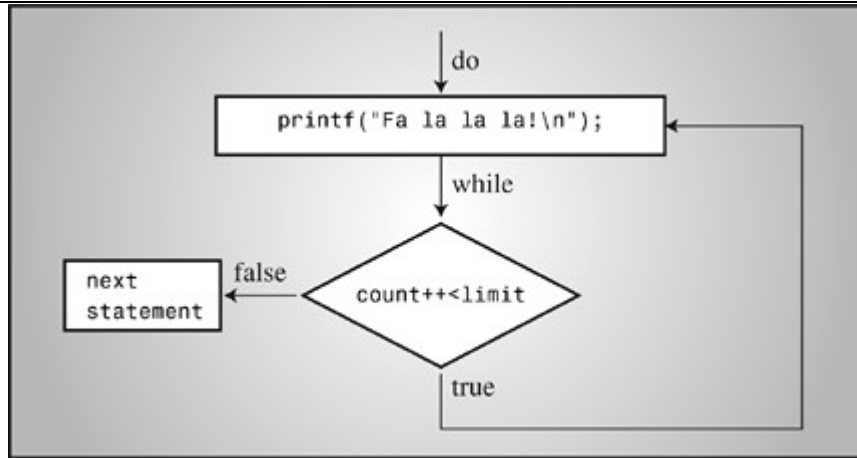 do
printf("Fa la la la!\n");
while
count++<limit
false
next
statement
true